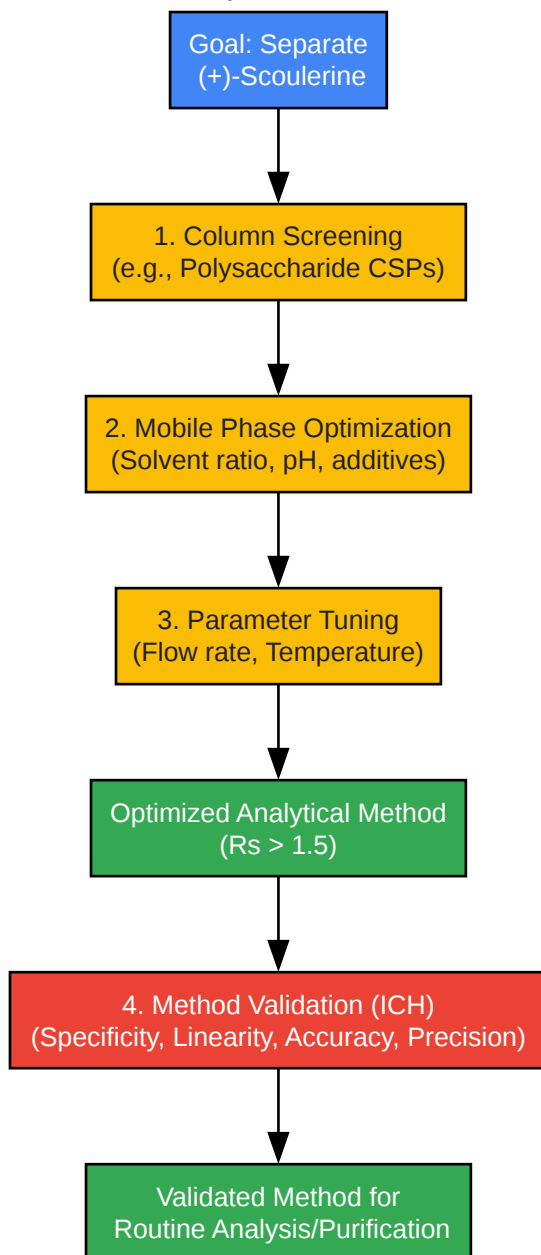 Goal: Separate
(+)-Scoulerine
1. Column Screening
(e.g., Polysaccharide CSPs)
2. Mobile Phase Optimization
(Solvent ratio, pH, additives)
3. Parameter Tuning
(Flow rate, Temperature)
Optimized Analytical Method
(Rs > 1.5)
4. Method Validation (ICH)
(Specificity, Linearity, Accuracy, Precision)
Validated Method for
Routine Analysis/Purification